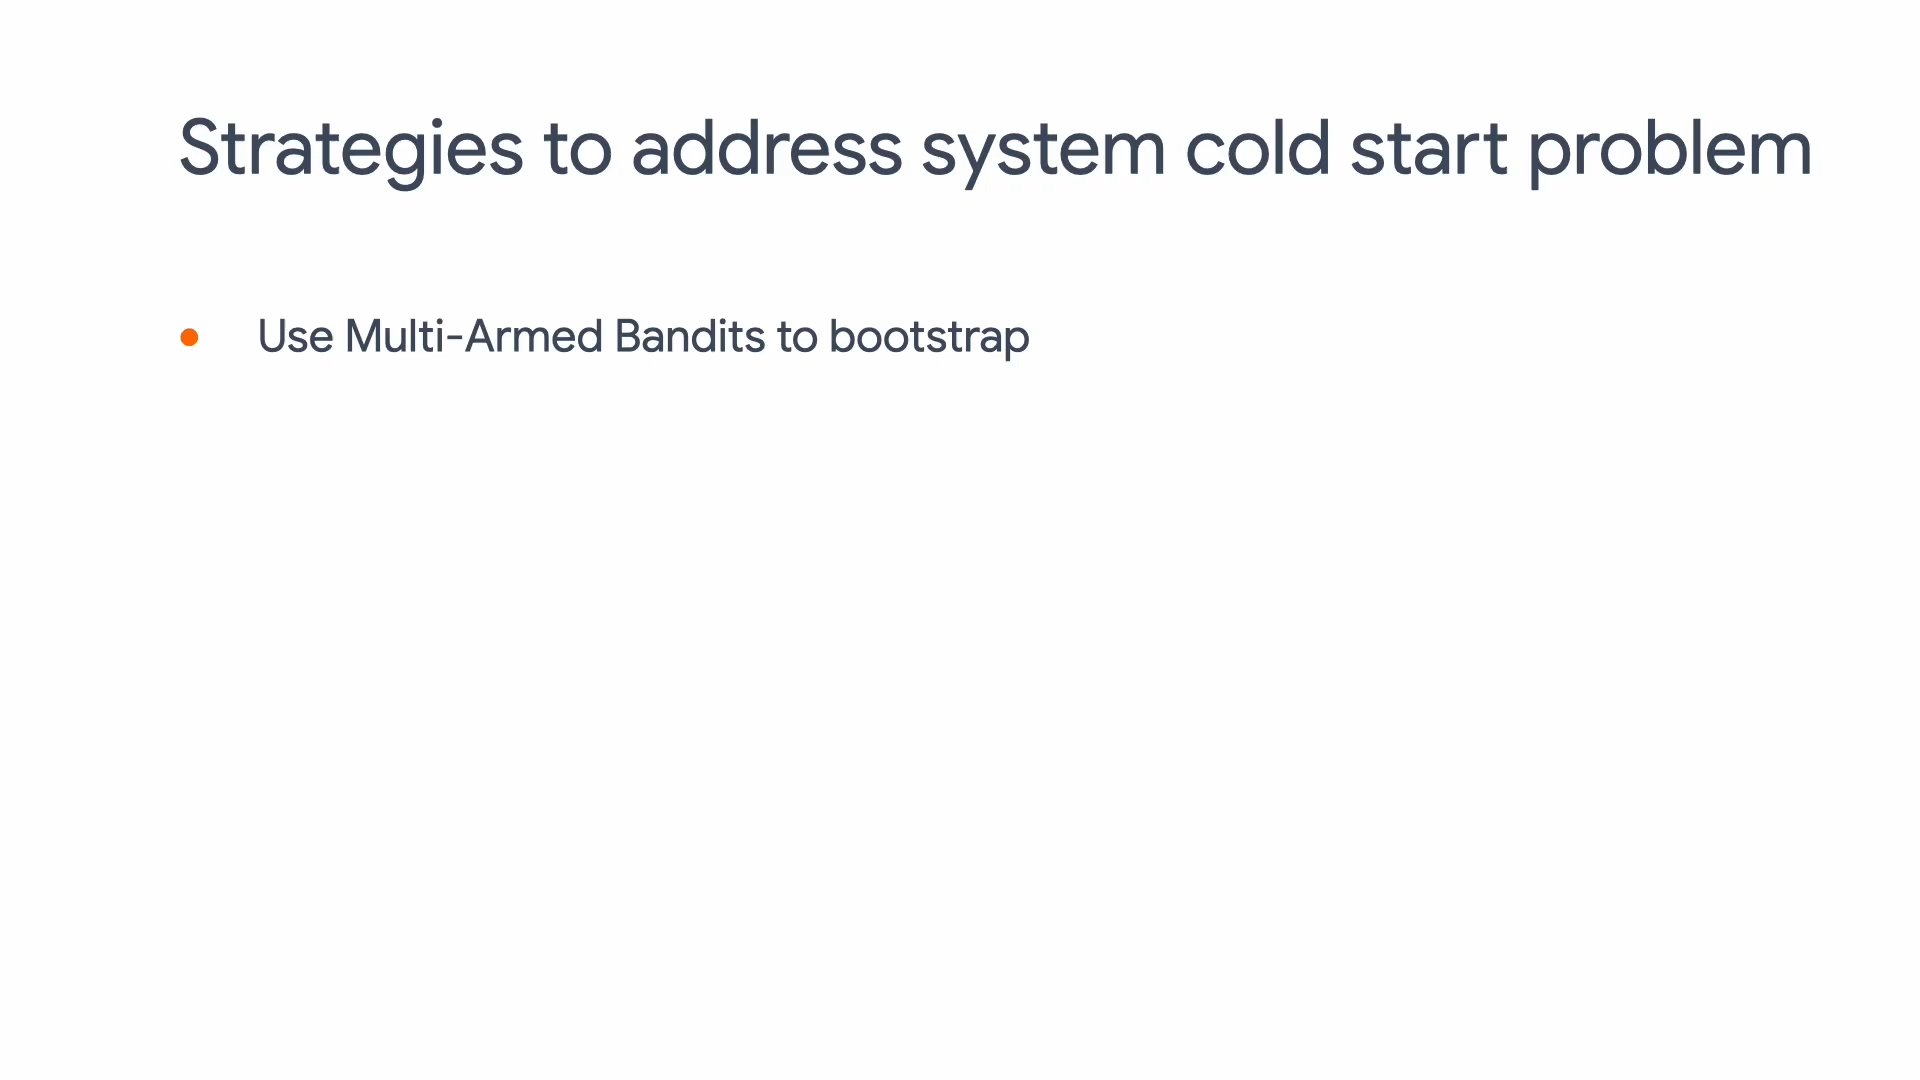 Strategies to address system cold start problem
Use Multi-Armed Bandits to bootstrap